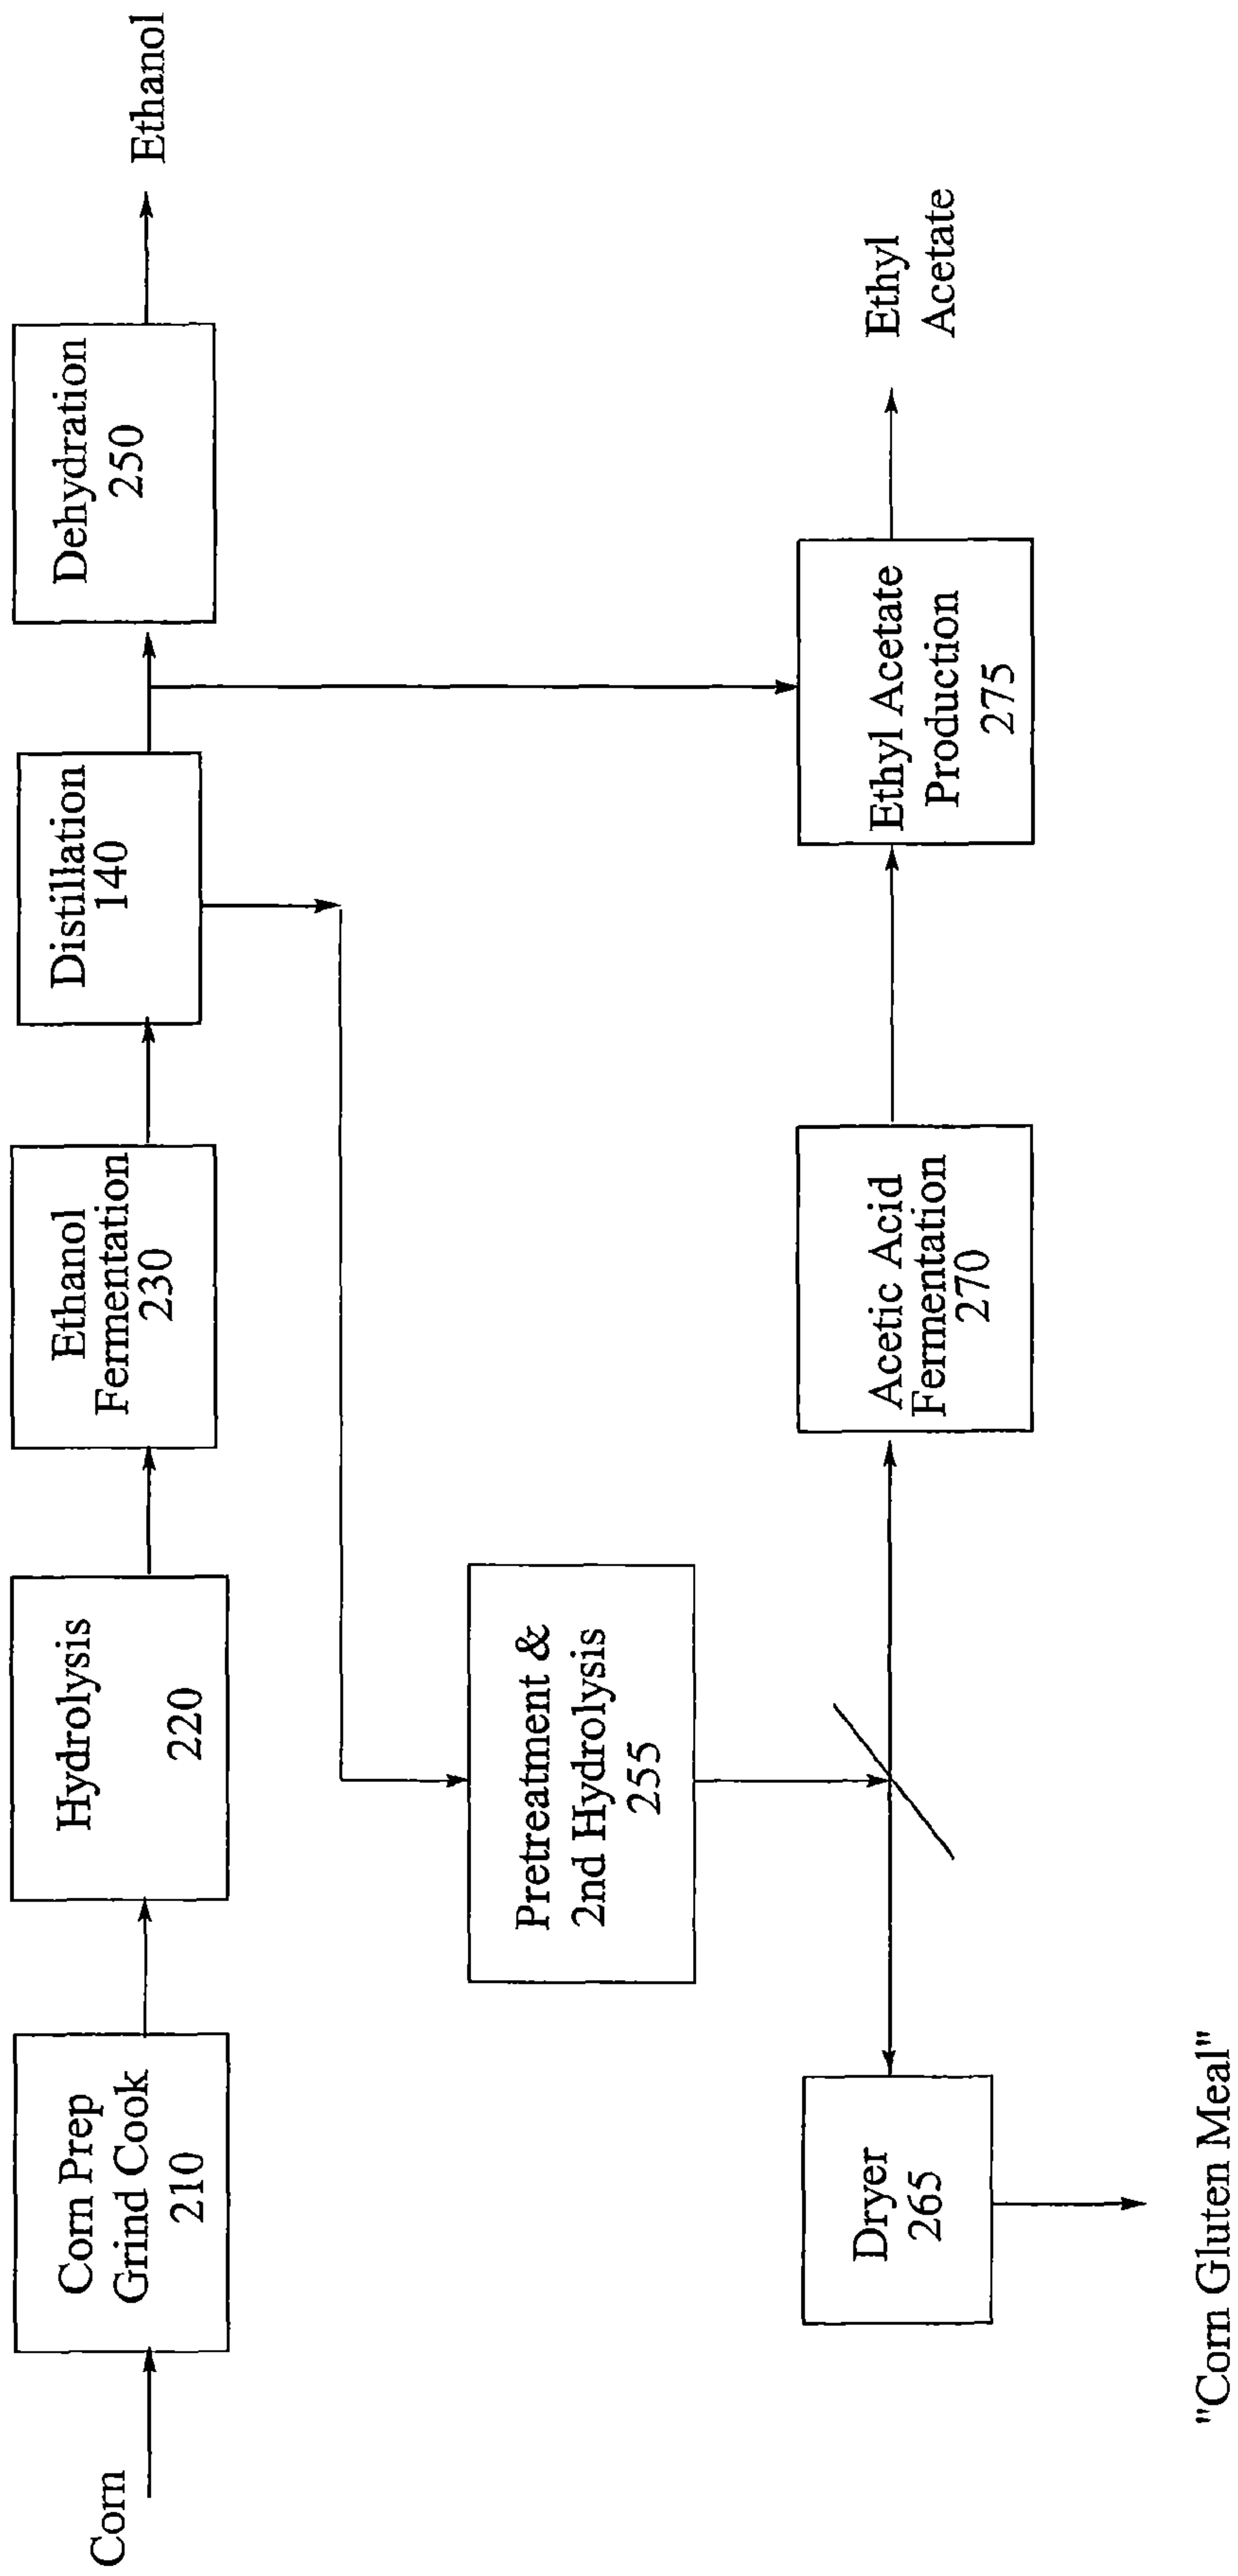 Corn
Corn Prep
Grind Cook
210
Hydrolysis
220
Ethanol
Fermentation
230
Distillation
140
Dehydration
250
Ethanol
Pretreatment &
2nd Hydrolysis
255
Dryer
265
"Corn Gluten Meal"
Acetic Acid
Fermentation
270
Ethyl Acetate
Production
275
Ethyl
Acetate